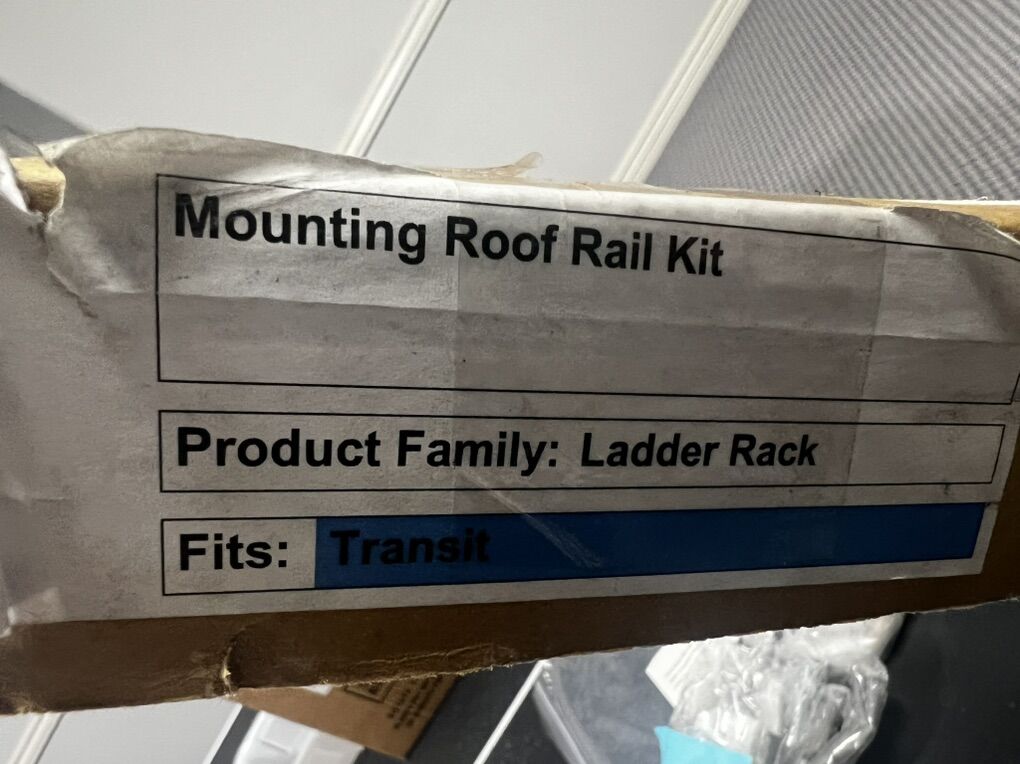 Mounting Roof Rail Kit
Product Family: Ladder Rack
Fits: Transit